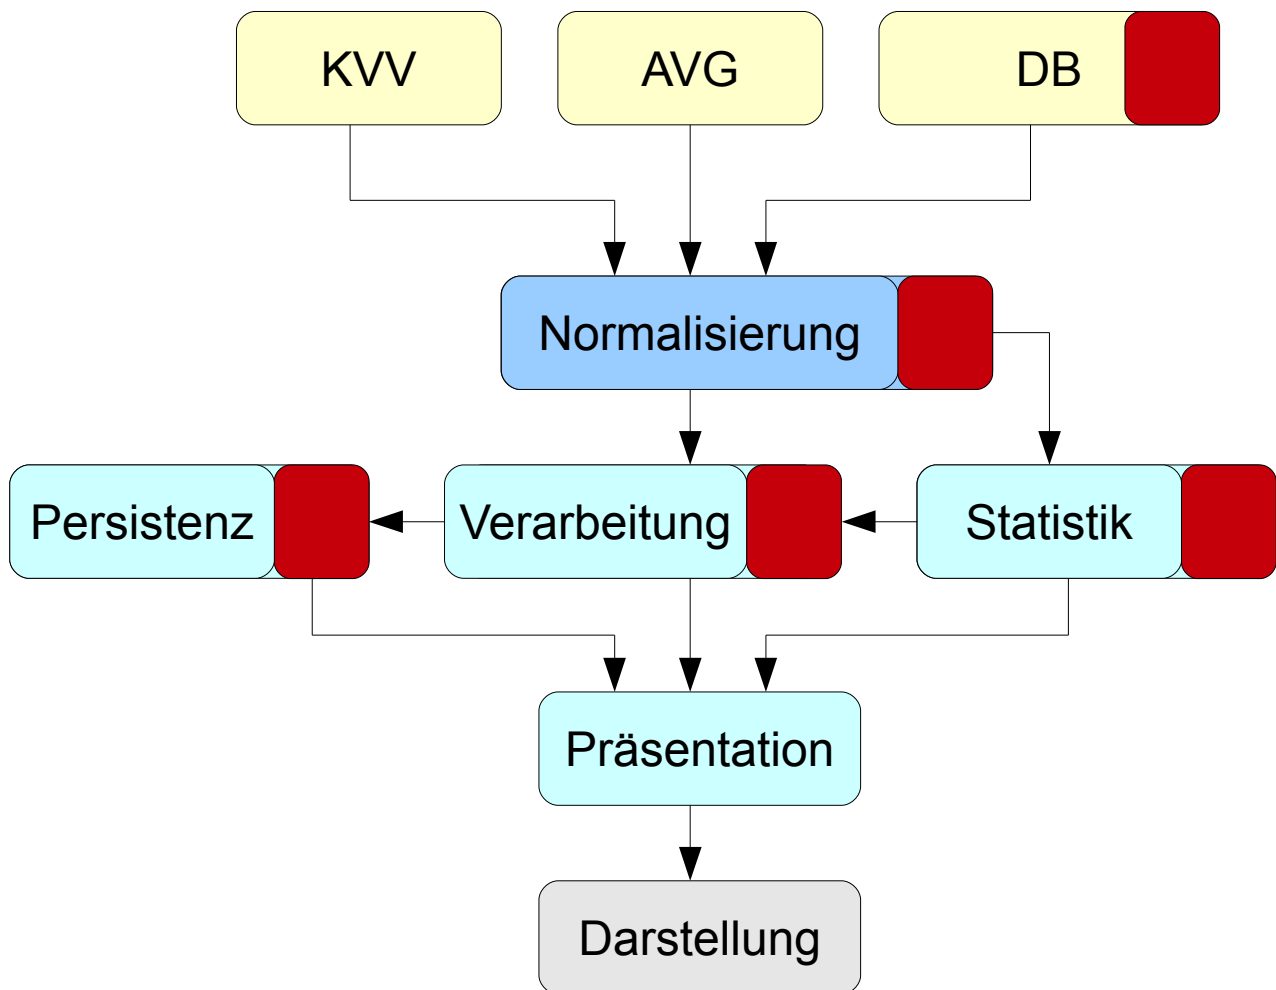 KVV
AVG
DB
Normalisierung
Persistenz
Verarbeitung
Statistik
Präsentation
Darstellung